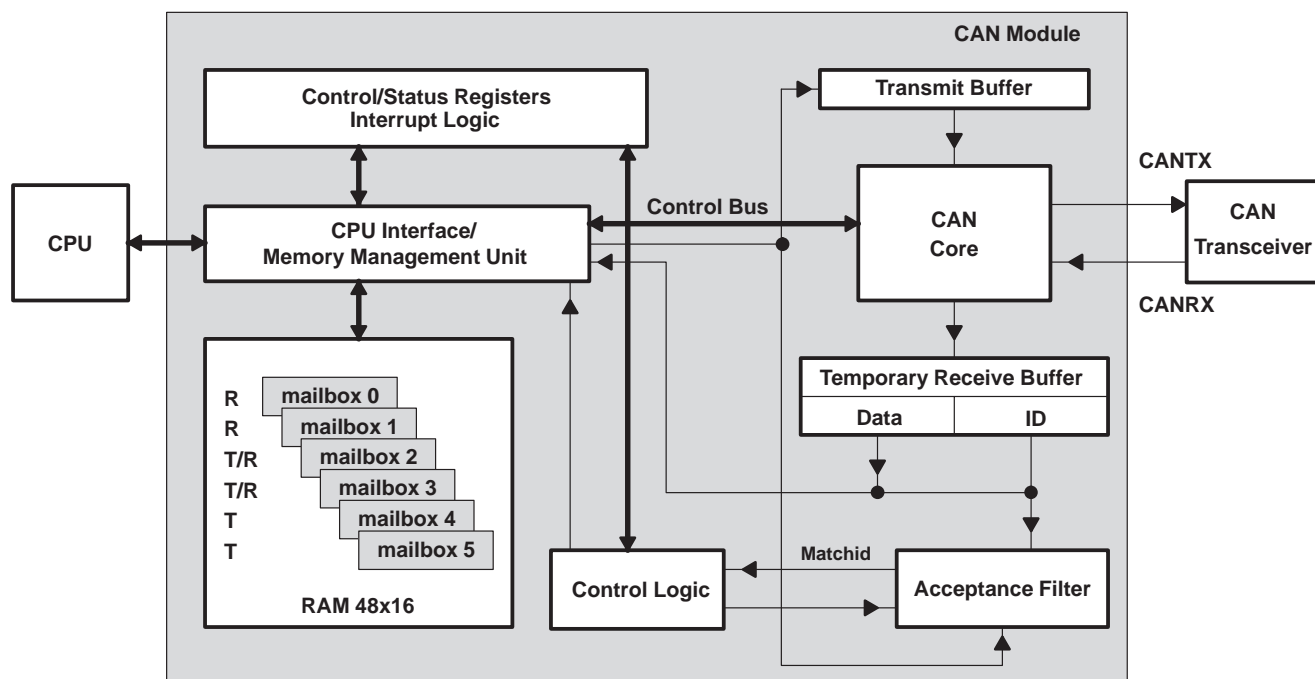 CAN Module
Control/Status Registers
Interrupt Logic
Transmit Buffer
CANTX
CPU
CPU Interface/
Memory Management Unit
Control Bus
CAN
Core
CAN
Transceiver
CANRX
R
mailbox 0
R
mailbox 1
T/R
mailbox 2
T/R
mailbox 3
T
mailbox 4
T
mailbox 5
RAM 48x16
Temporary Receive Buffer
Data
ID
Matchid
Control Logic
Acceptance Filter